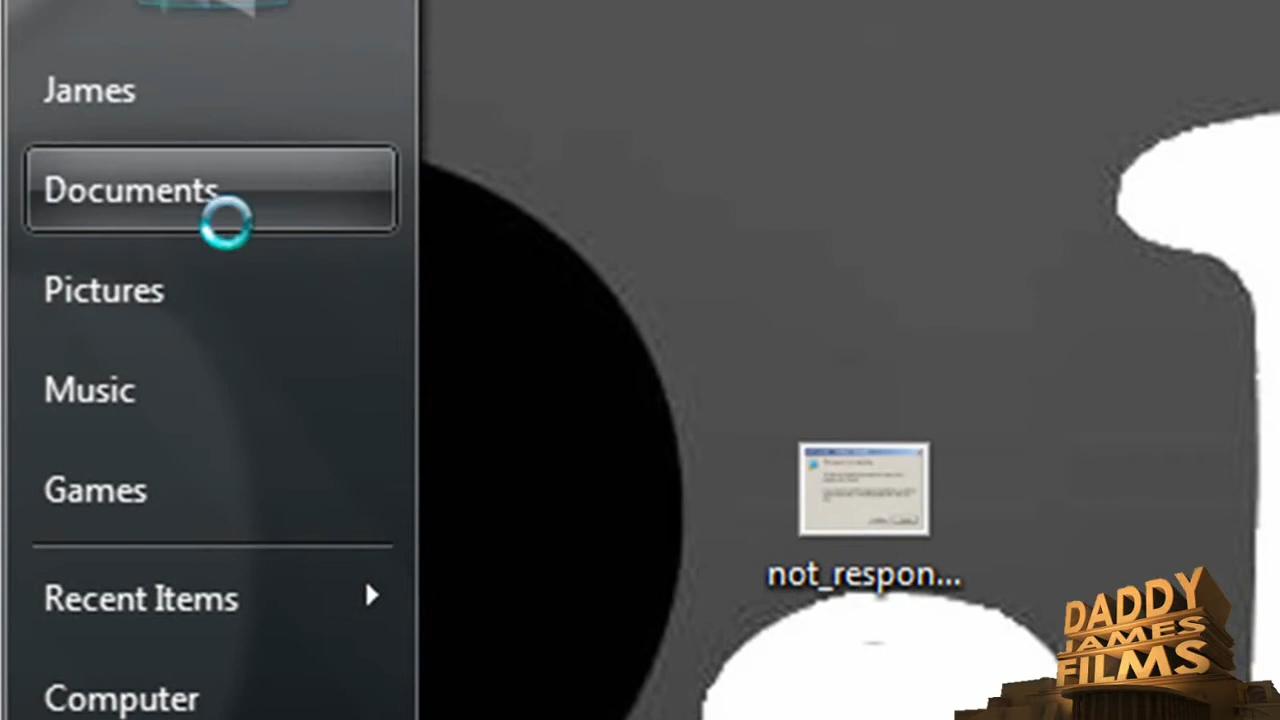 James
Documents
Pictures
Music
Games
Recent Items
Computer
not_respon...
DADDY
JAMES
FILMS